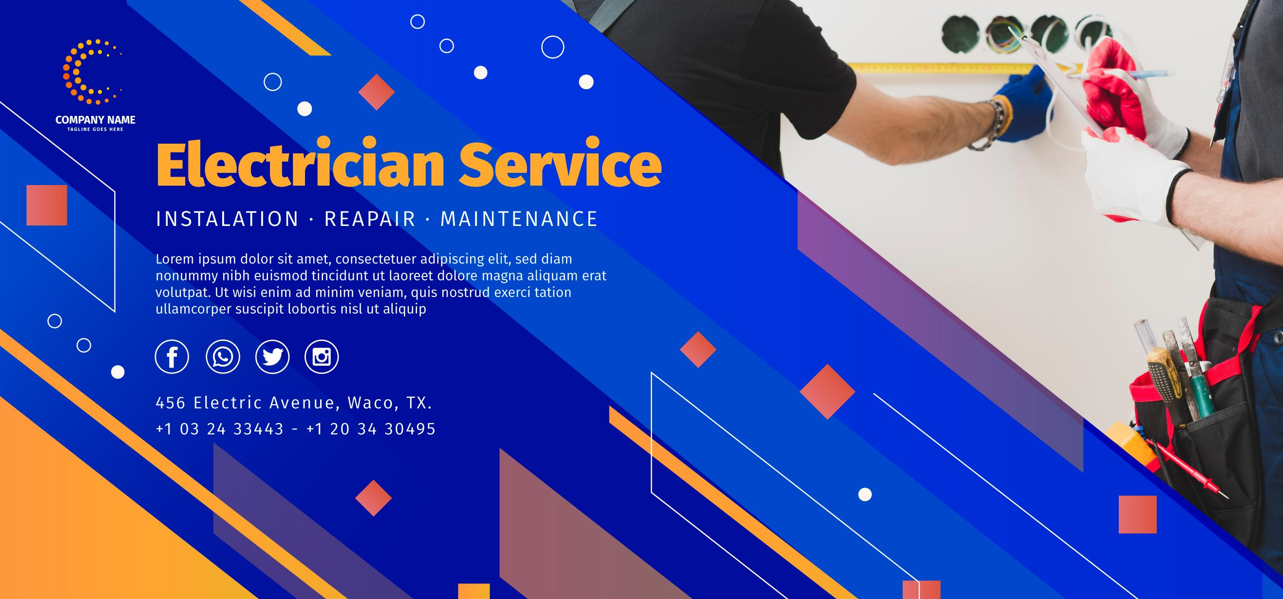 COMPANY NAME
TAGLINE GOES HERE
Electrician Service
INSTALATION · REAPAIR · MAINTENANCE
Lorem ipsum dolor sit amet, consectetuer adipiscing elit, sed diam
nonummy nibh euismod tincidunt ut laoreet dolore magna aliquam erat
volutpat. Ut wisi enim ad minim veniam, quis nostrud exerci tation
ullamcorper suscipit lobortis nisl ut aliquip
456 Electric Avenue, Waco, TX.
+1 03 24 33443 - +1 20 34 30495